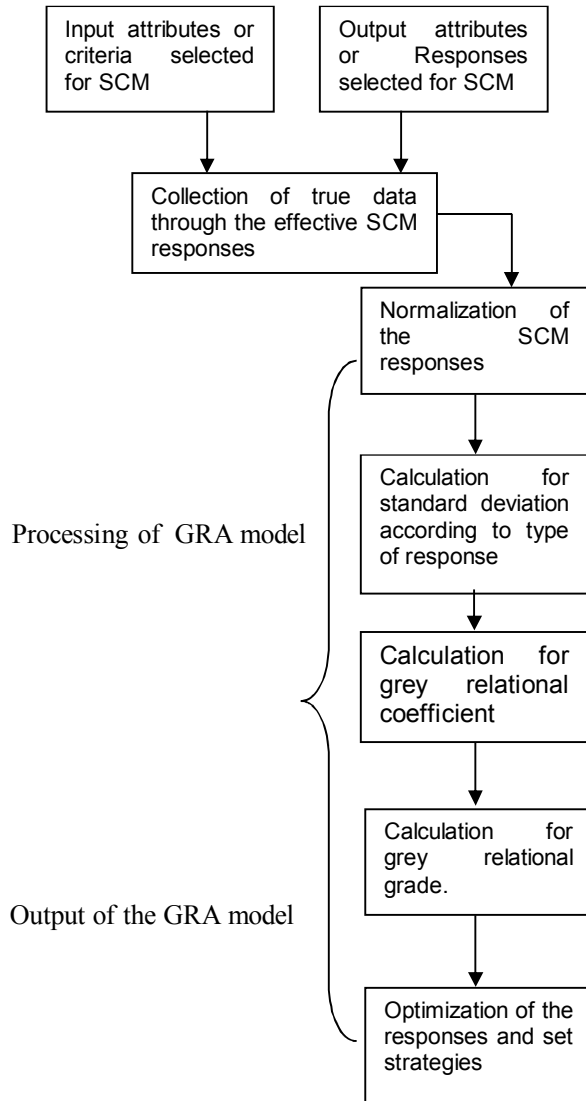 Input attributes or
criteria selected
for SCM
Output attributes
or Responses
selected for SCM
Collection of true data
through the effective SCM
responses
Normalization of
the SCM
responses
Calculation for
standard deviation
according to type
of response
Processing of GRA model
Calculation for
grey relational
coefficient
Calculation for
grey relational
grade.
Output of the GRA model
Optimization of the
responses and set
strategies